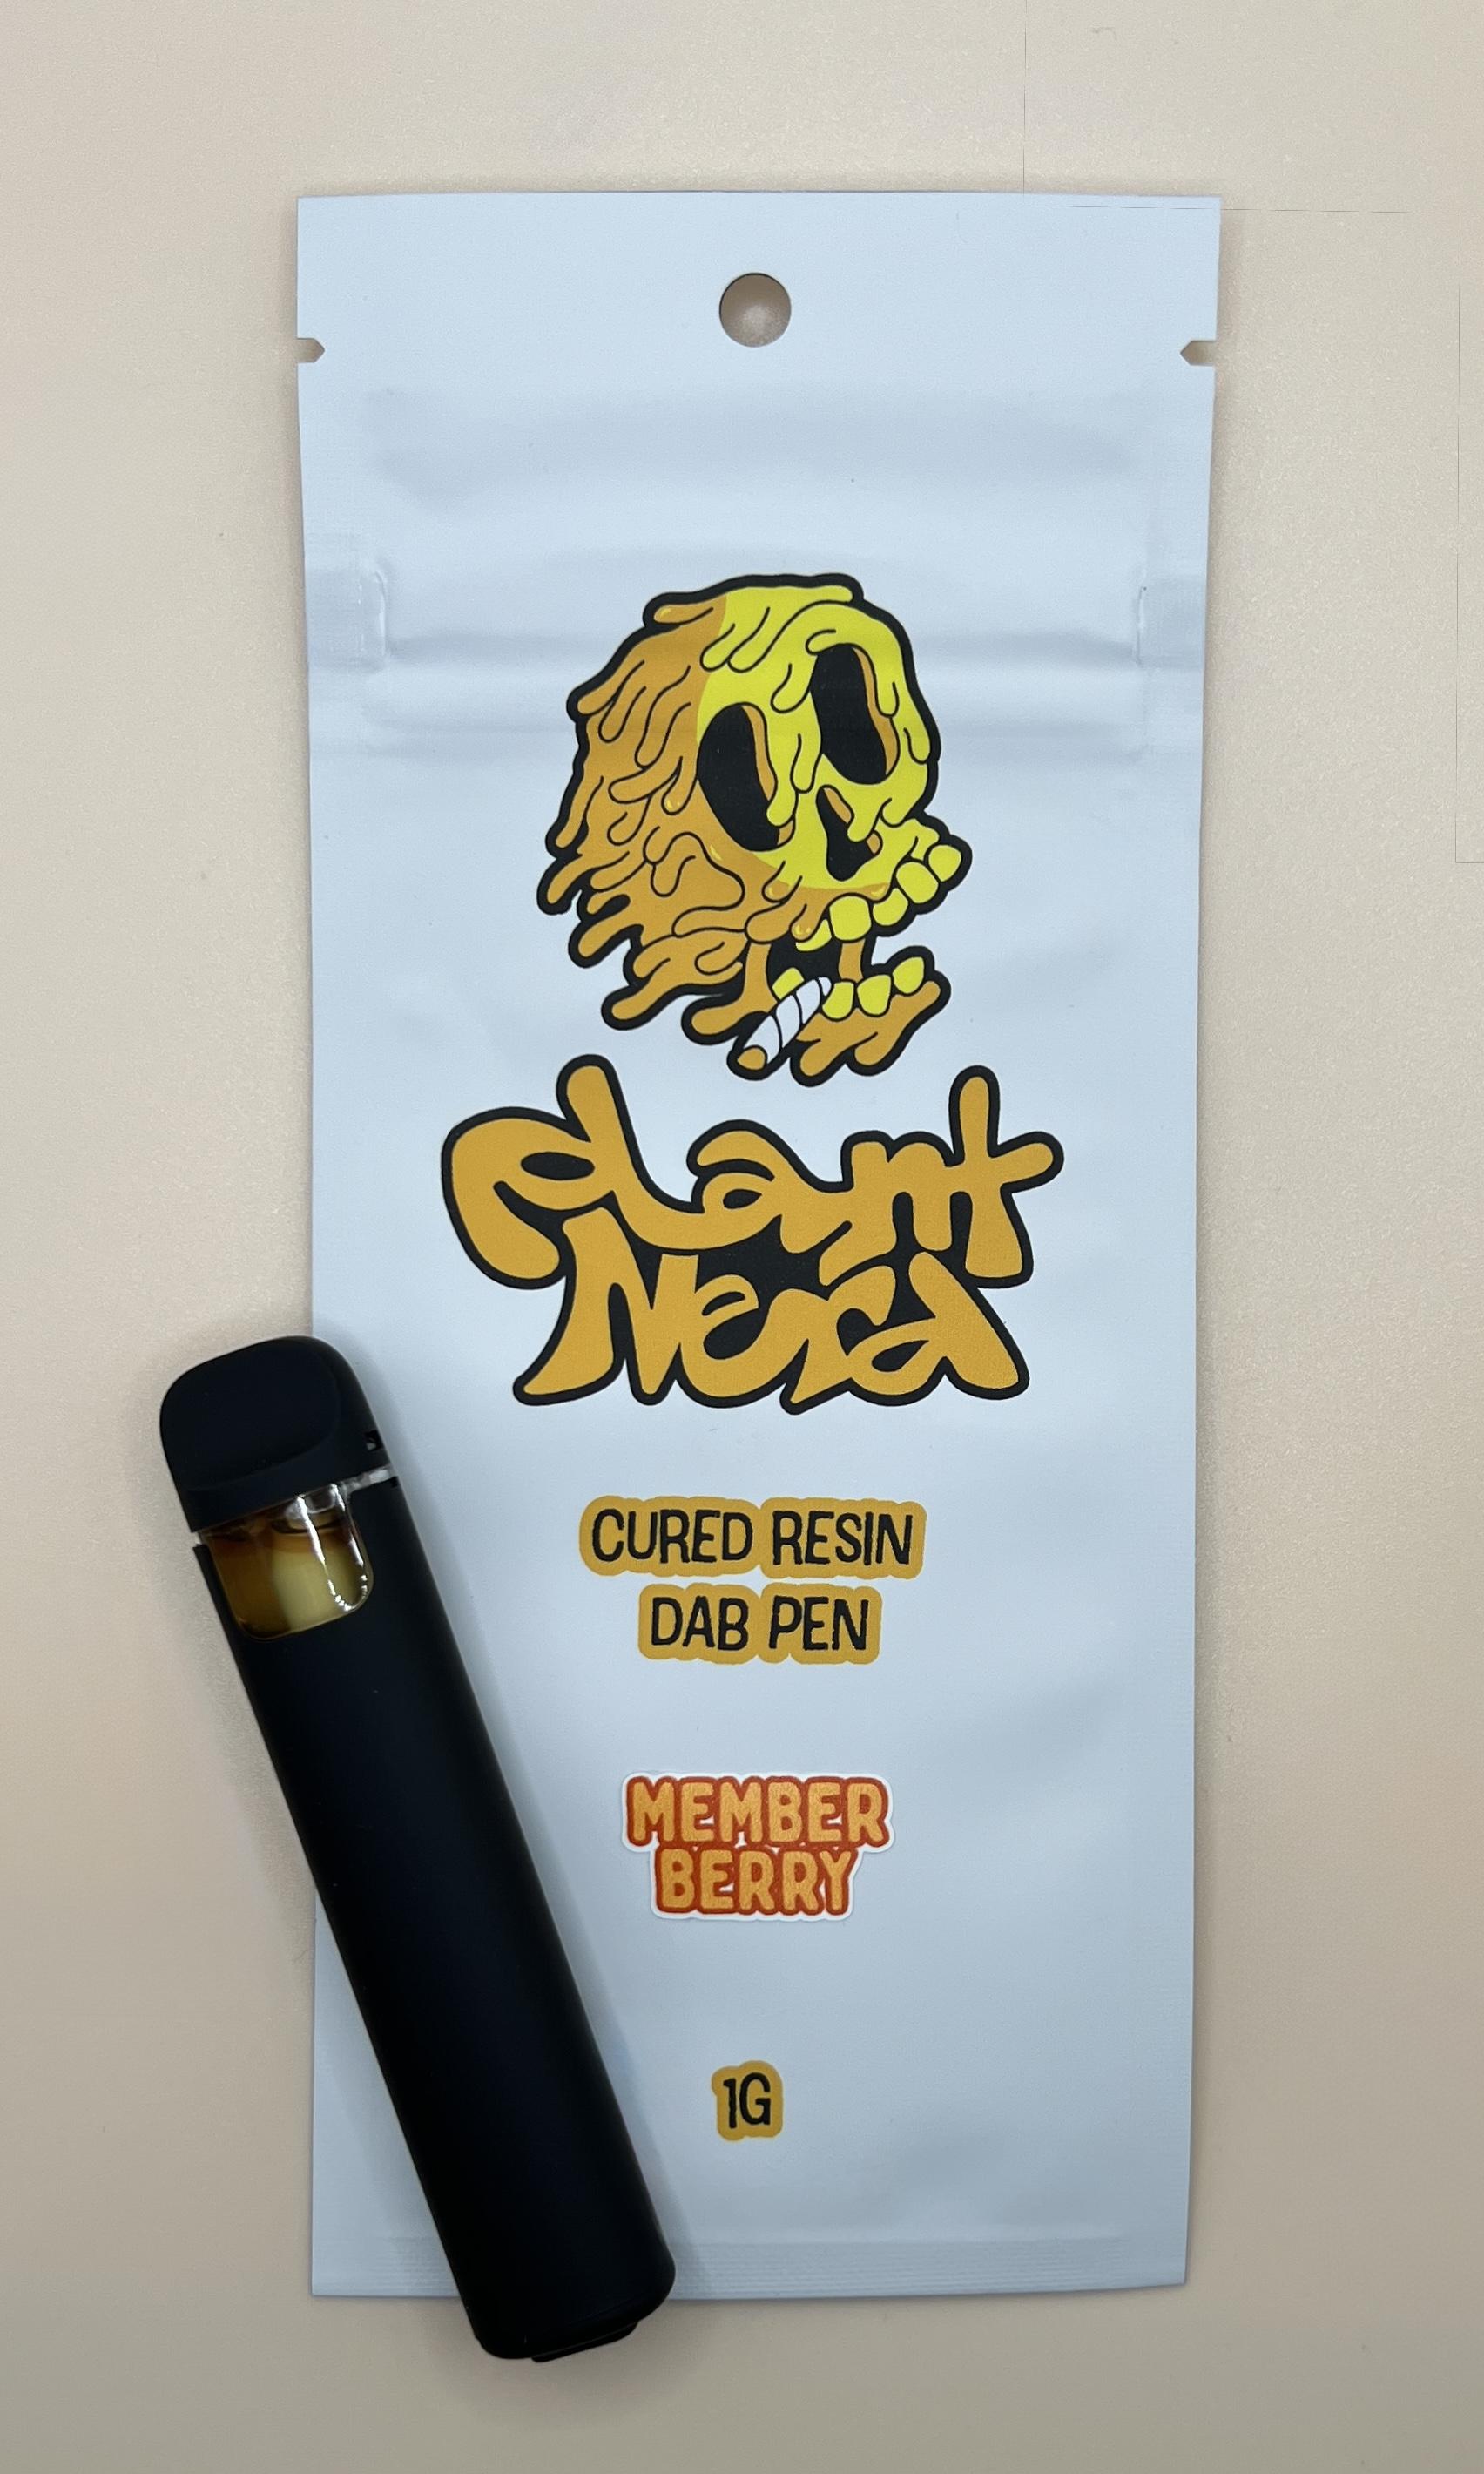 Plant
Nerd
CURED RESIN
DAB PEN
MEMBER
BERRY
1G